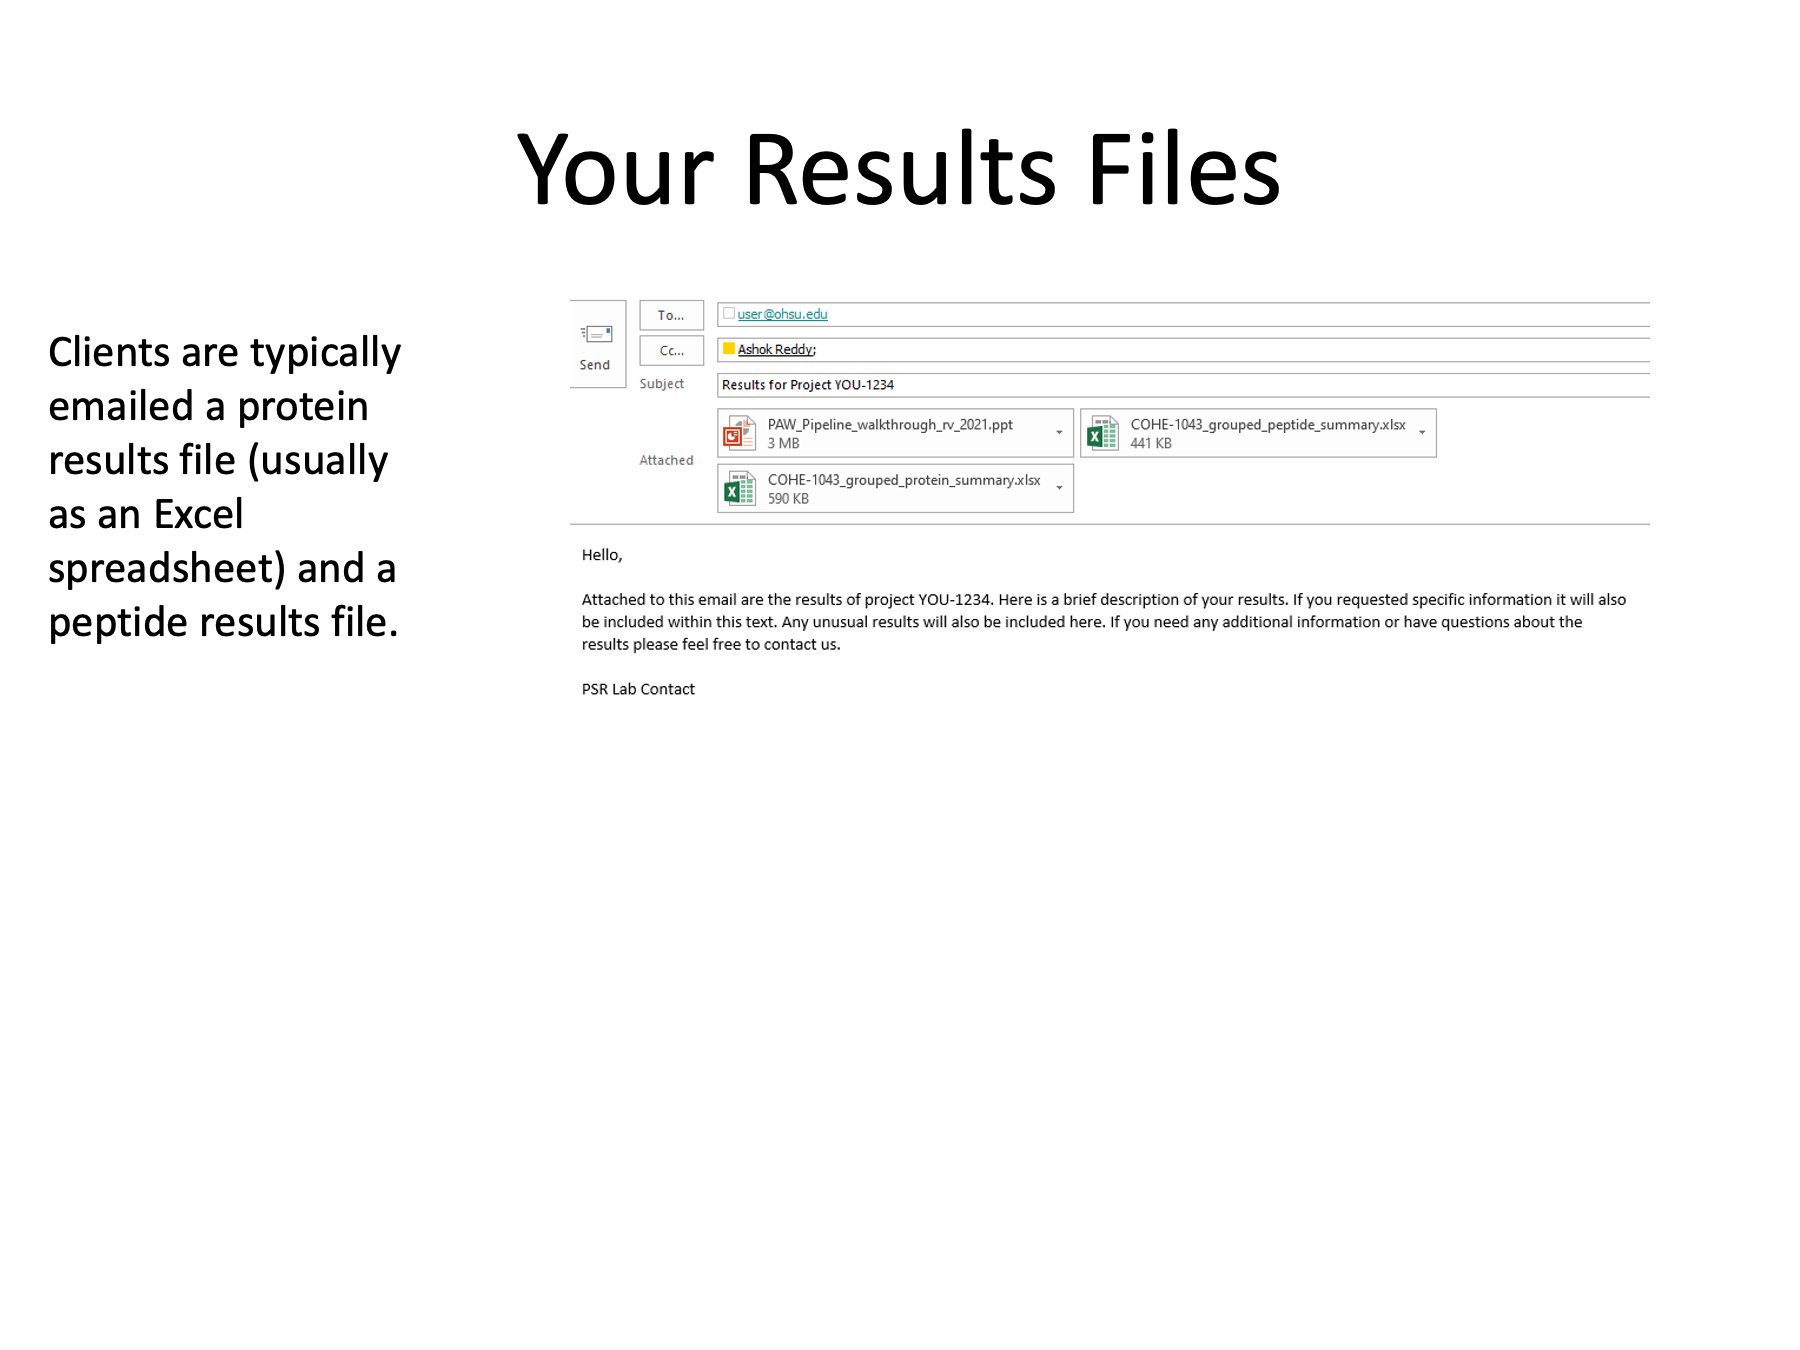 Your Results Files
Clients are typically
emailed a protein
results file (usually
as an Excel
spreadsheet) and a
peptide results file.
Send
To...
user@ohsu.edu
Cc...
Ashok Reddy;
Subject
Results for Project YOU-1234
Attached
PAW_Pipeline_walkthrough_rv_2021.ppt
3 MB
COHE-1043_grouped_peptide_summary.xlsx
441 KB
COHE-1043_grouped_protein_summary.xlsx
590 KB
Hello,
Attached to this email are the results of project YOU-1234. Here is a brief description of your results. If you requested specific information it will also
be included within this text. Any unusual results will also be included here. If you need any additional information or have questions about the
results please feel free to contact us.
PSR Lab Contact